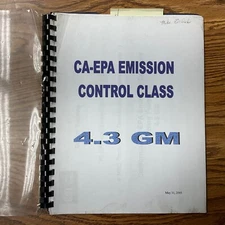 CA-EPA EMISSION
CONTROL CLASS
4.3 GM